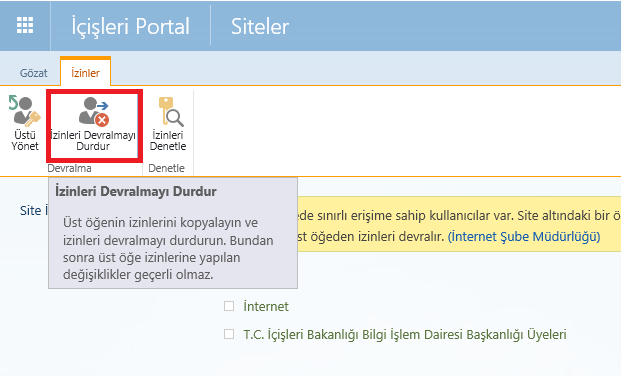 İçişleri Portal
Siteler
Gözat
İzinler
Üstü
Yönet
İzinleri Devralmayı
Durdur
İzinleri
Denetle
Devralma
Denetle
İzinleri Devralmayı Durdur
Üst öğenin izinlerini kopyalayın ve
izinleri devralmayı durdurun. Bundan
sonra üst öğe izinlerine yapılan
değişiklikler geçerli olmaz.
Site
ede sınırlı erişime sahip kullanıcılar var. Site altındaki bir ö
st öğeden izinleri devralır. (İnternet Şube Müdürlüğü)
İnternet
T.C. İçişleri Bakanlığı Bilgi İşlem Dairesi Başkanlığı Üyeleri